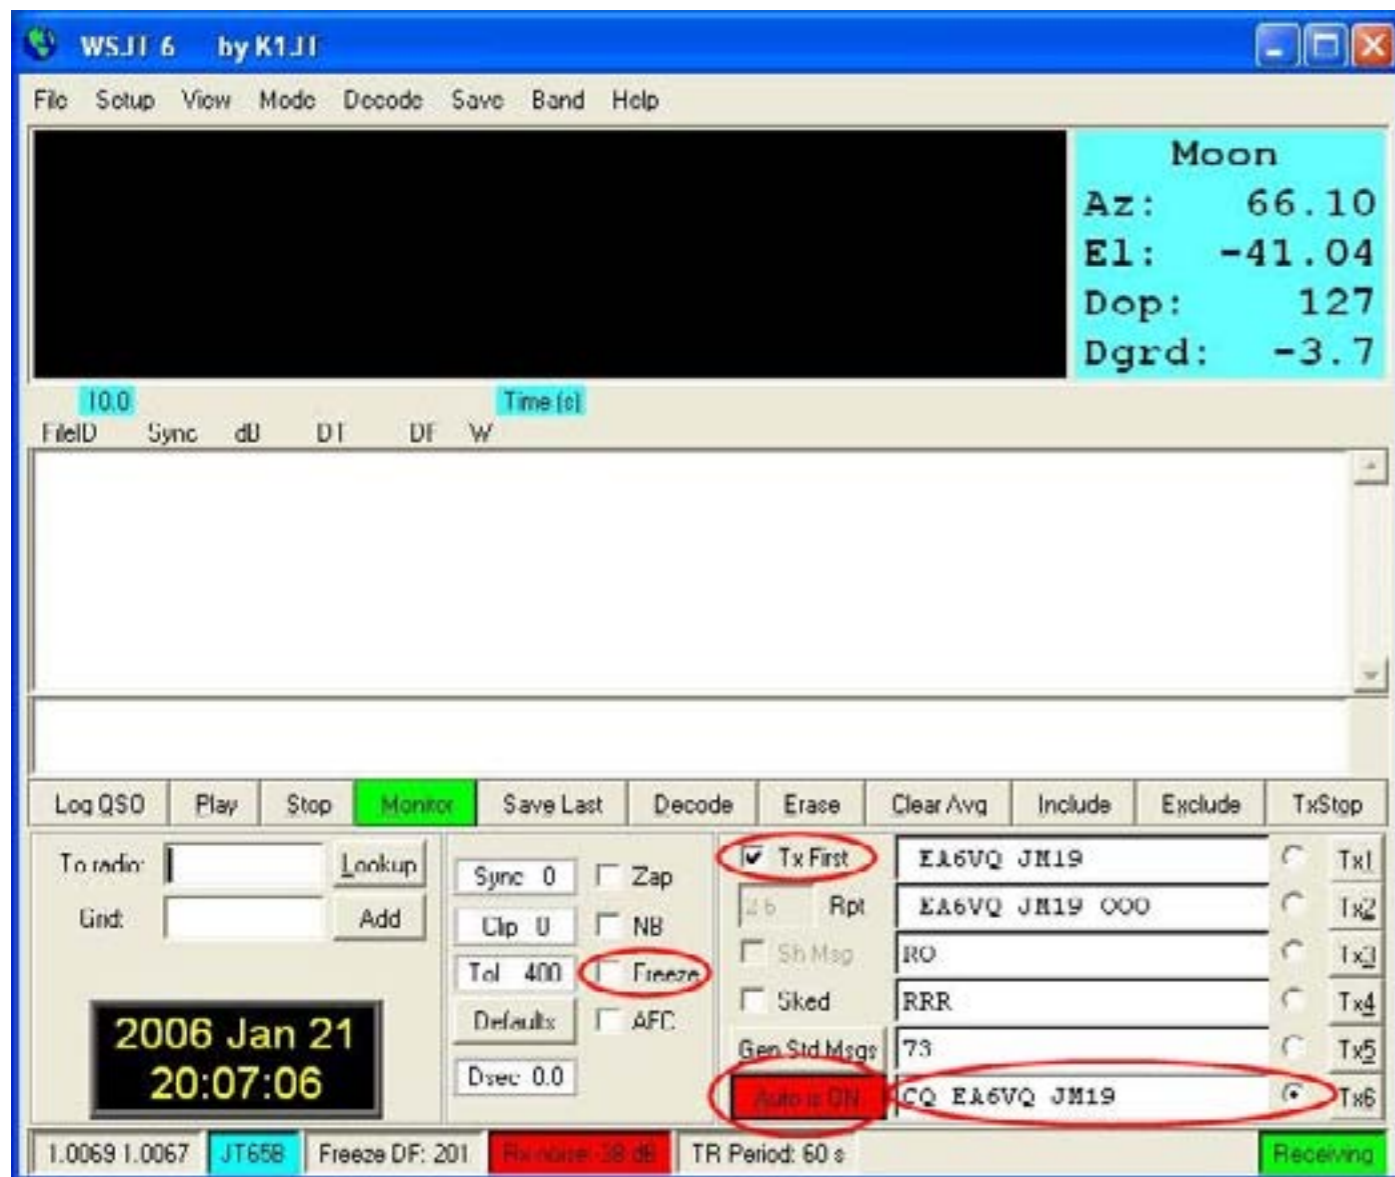 WSJT 6 by K1JT
File Setup View Mode Decode Save Band Help
Moon
Az: 66.10
El: -41.04
Dop: 127
Dgrd: -3.7
10.0 Time (s)
FileID Sync dB DT DF W
Log QSO Play Stop Monitor Save Last Decode Erase Clear Avg Include Exclude TxStop
To radio: Lookup
Grid: Add
2006 Jan 21
20:07:06
Sync 0 Zap
Clip 0 NB
Tol 400 Freeze
Defaults AFC
Dsec 0.0
Tx First EA6VQ JM19 Tx1
26 Rpt EA6VQ JM19 OOO Tx2
Sh Msg RO Tx3
Sked RRR Tx4
Gen Std Msgs 73 Tx5
Auto is ON CQ EA6VQ JM19 Tx6
1.0069 1.0067 JT65B Freeze DF: 201 Rx noise: -38 dB TR Period: 60 s Receiving